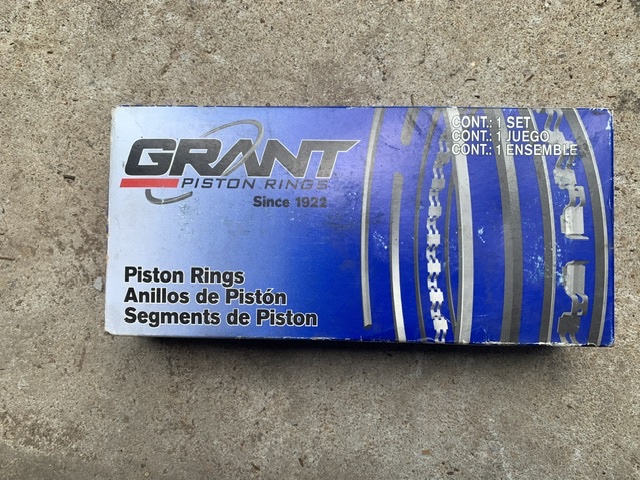 GRANT
PISTON RINGS
Since 1922
CONT.: 1 SET
CONT.: 1 JUEGO
CONT.: 1 ENSEMBLE
Piston Rings
Anillos de Pistón
Segments de Piston